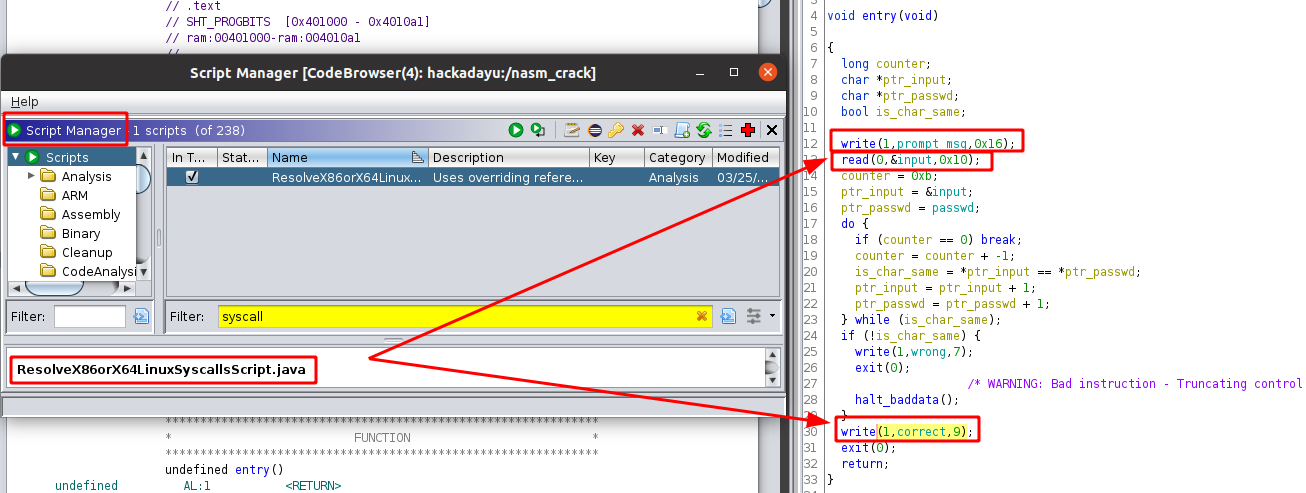 // .text
// SHT_PROGBITS  [0x401000 - 0x4010a1]
// ram:00401000-ram:004010a1
//
Script Manager [CodeBrowser(4): hackadayu:/nasm_crack]
Help
Script Manager - 1 scripts  (of 238)
Scripts
Analysis
ARM
Assembly
Binary
Cleanup
CodeAnalysi
In T... Stat... Name Description Key Category Modified
ResolveX86orX64Linux... Uses overriding refere... Analysis 03/25/...
Filter:
Filter: syscall
ResolveX86orX64LinuxSyscallsScript.java
************************************************************
*                          FUNCTION                          *
************************************************************
undefined entry()
undefined         AL:1           <RETURN>
3
4 void entry(void)
5
6 {
7   long counter;
8   char *ptr_input;
9   char *ptr_passwd;
10   bool is_char_same;
11
12   write(1,prompt_msg,0x16);
13   read(0,&input,0x10);
14   counter = 0xb;
15   ptr_input = &input;
16   ptr_passwd = passwd;
17   do {
18     if (counter == 0) break;
19     counter = counter + -1;
20     is_char_same = *ptr_input == *ptr_passwd;
21     ptr_input = ptr_input + 1;
22     ptr_passwd = ptr_passwd + 1;
23   } while (is_char_same);
24   if (!is_char_same) {
25     write(1,wrong,7);
26     exit(0);
27                     /* WARNING: Bad instruction - Truncating control
28     halt_baddata();
29   }
30   write(1,correct,9);
31   exit(0);
32   return;
33 }